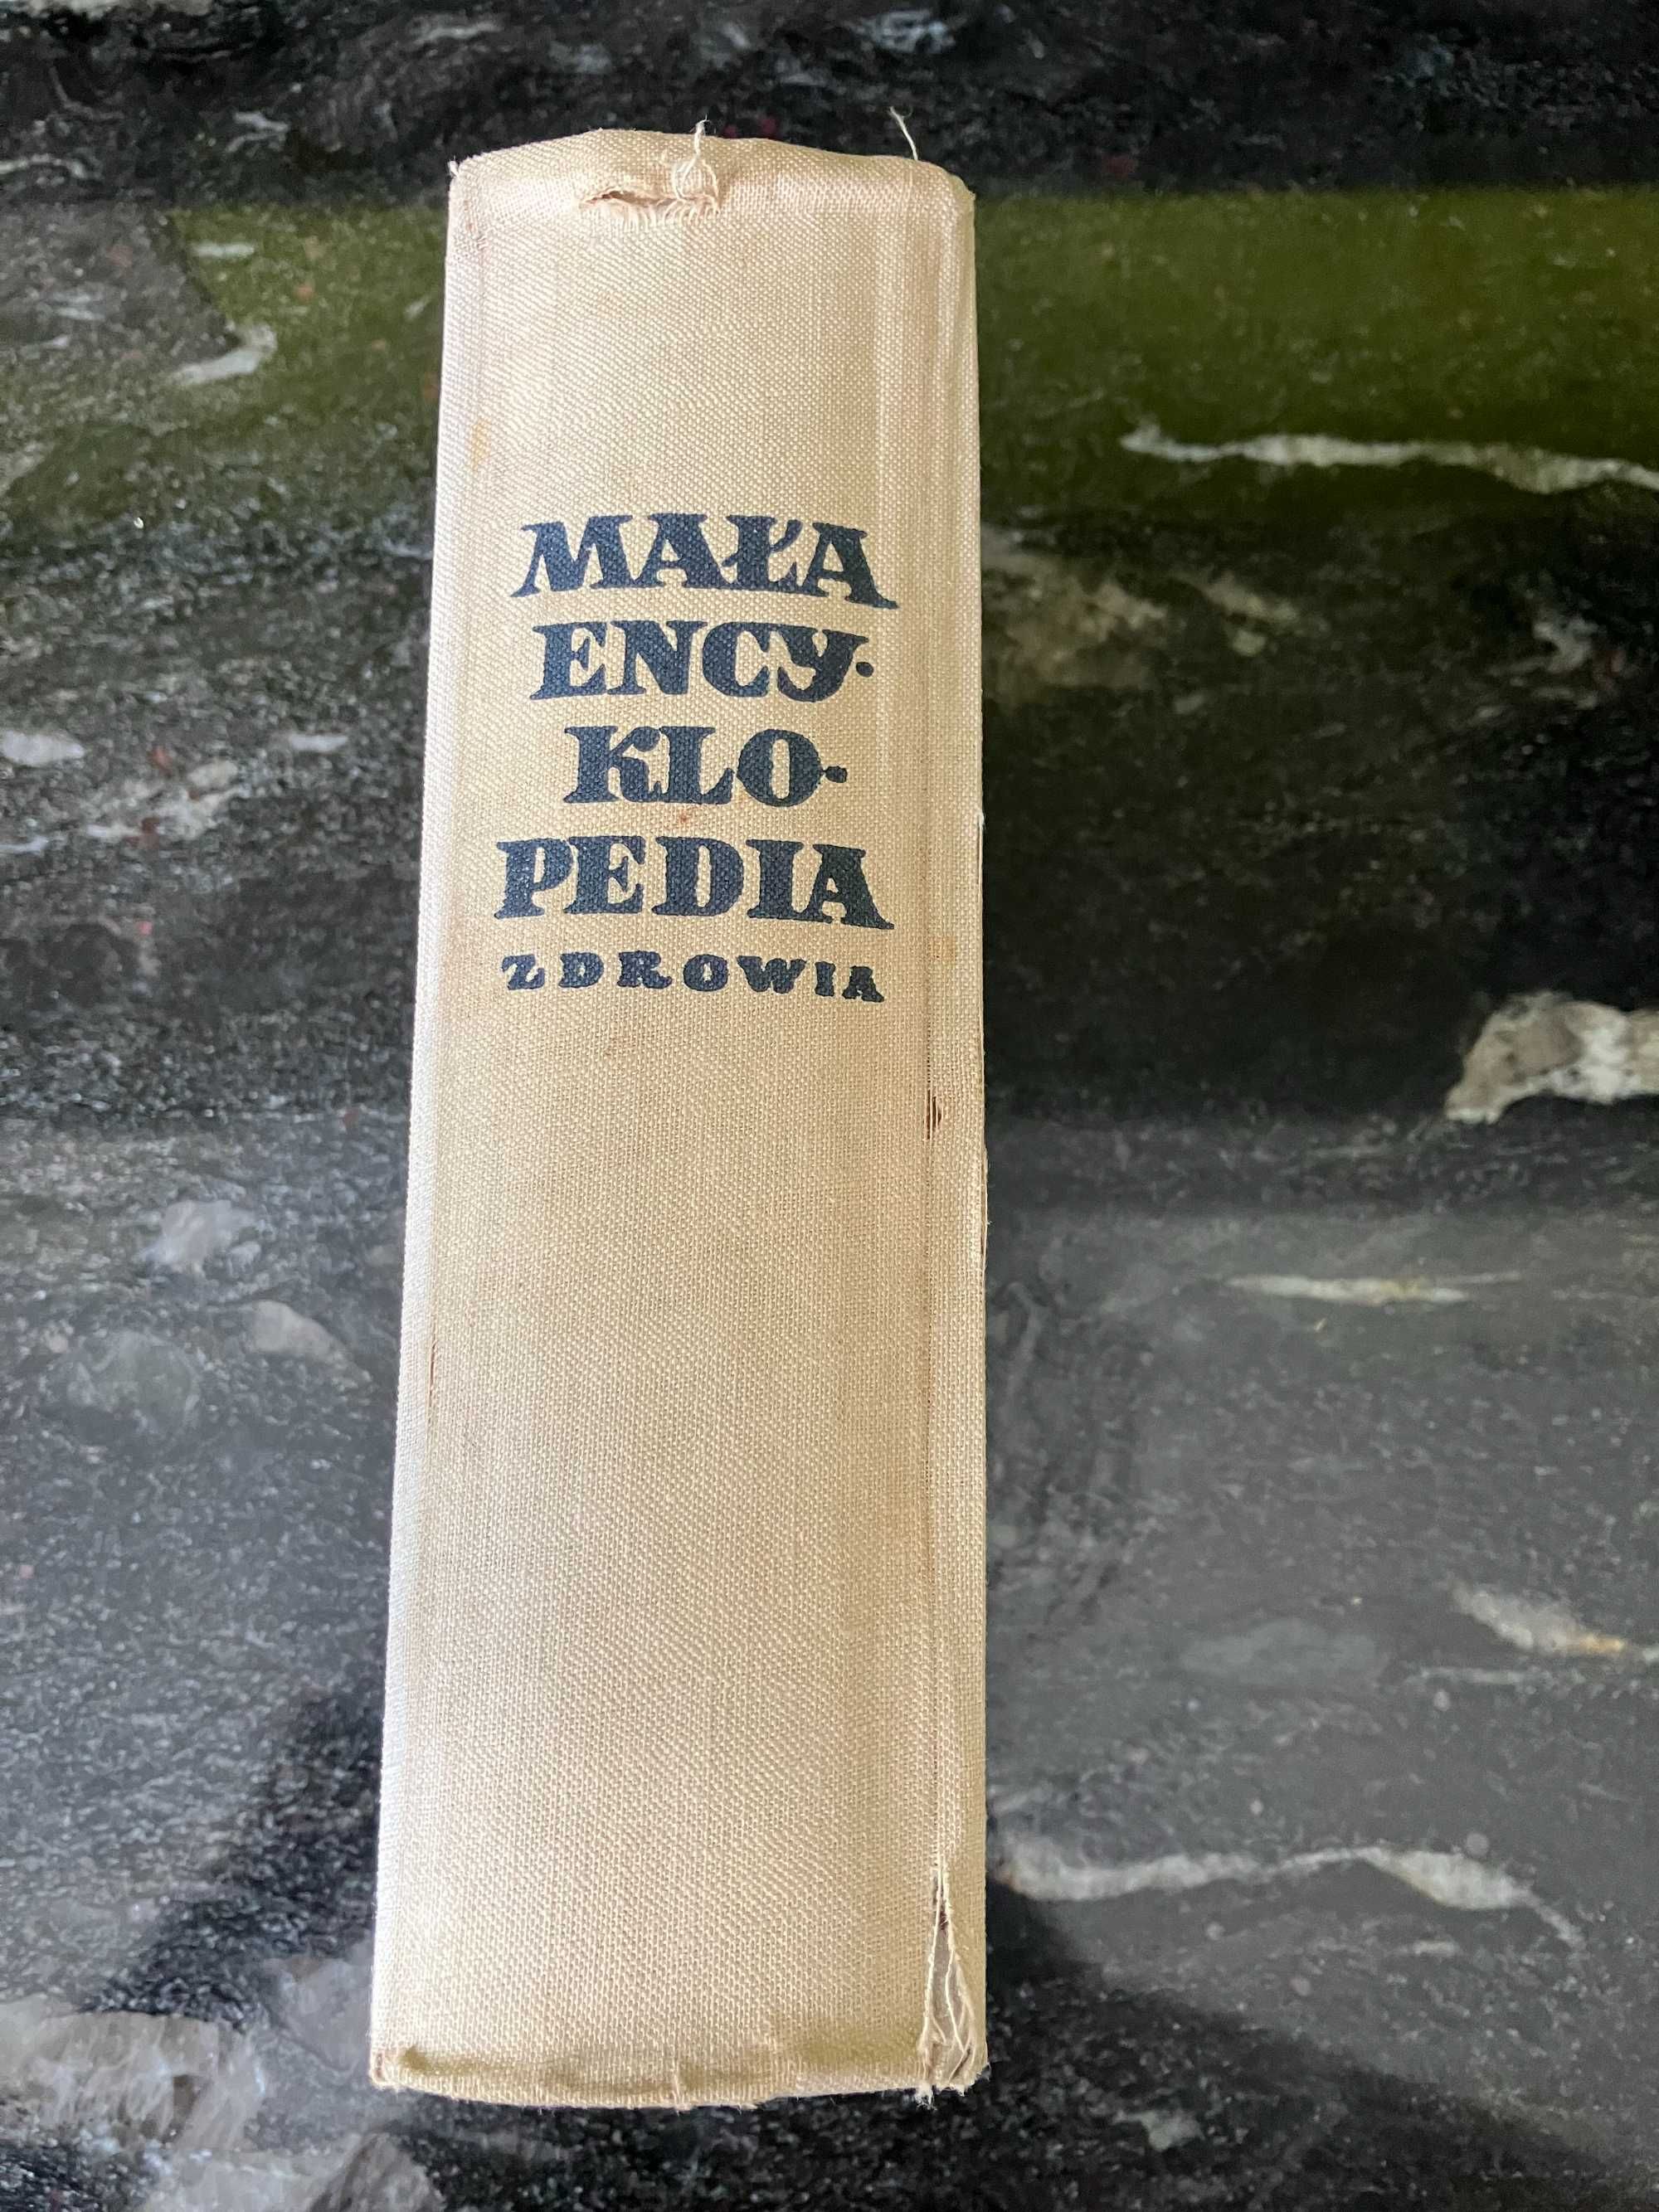 MAŁA
ENCY-
KLO-
PEDIA
ZDROWIA